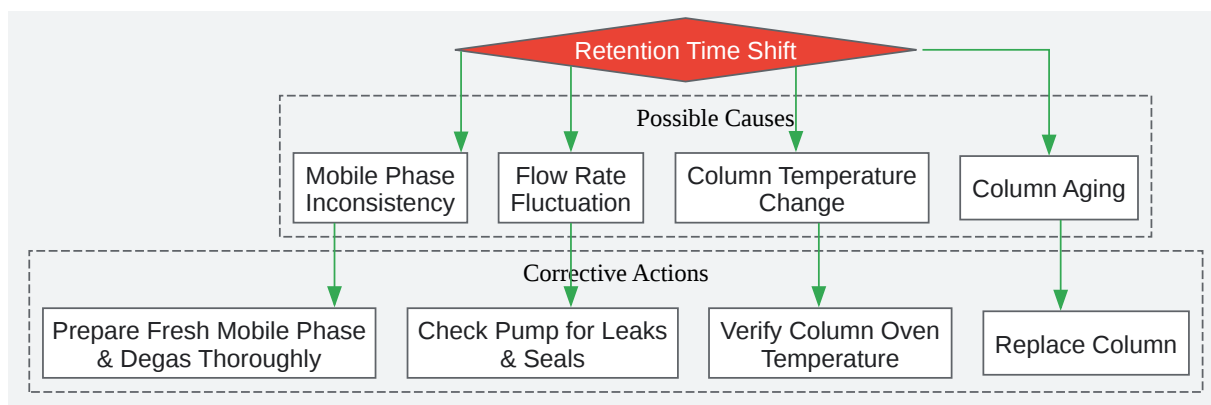 Retention Time Shift
Possible Causes
Mobile Phase
Inconsistency
Flow Rate
Fluctuation
Column Temperature
Change
Column Aging
Corrective Actions
Prepare Fresh Mobile Phase
& Degas Thoroughly
Check Pump for Leaks
& Seals
Verify Column Oven
Temperature
Replace Column